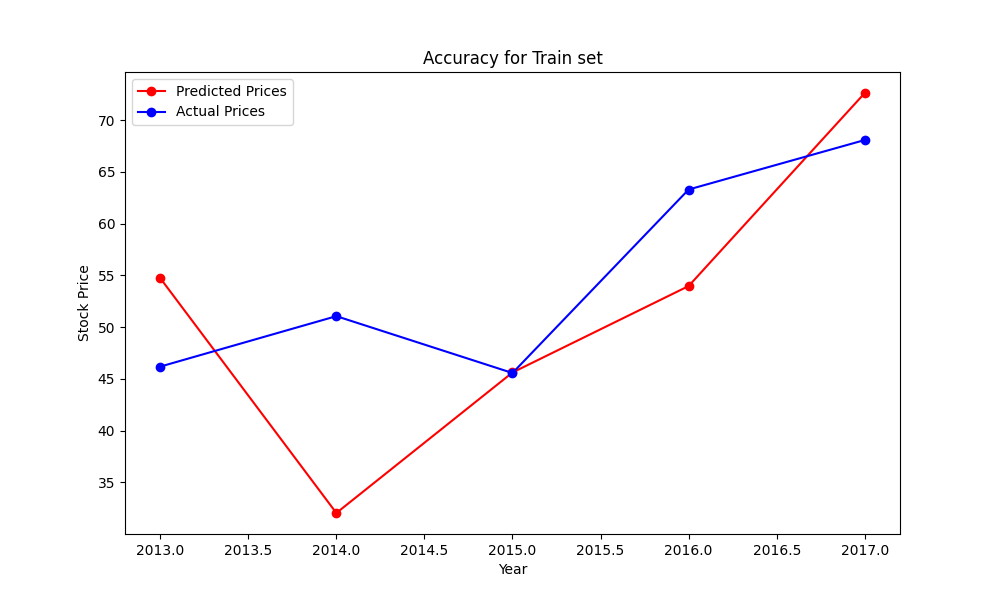 Accuracy for Train set
Predicted Prices
Actual Prices
Stock Price
70
65
60
55
50
45
40
35
2013.0 2013.5 2014.0 2014.5 2015.0 2015.5 2016.0 2016.5 2017.0
Year